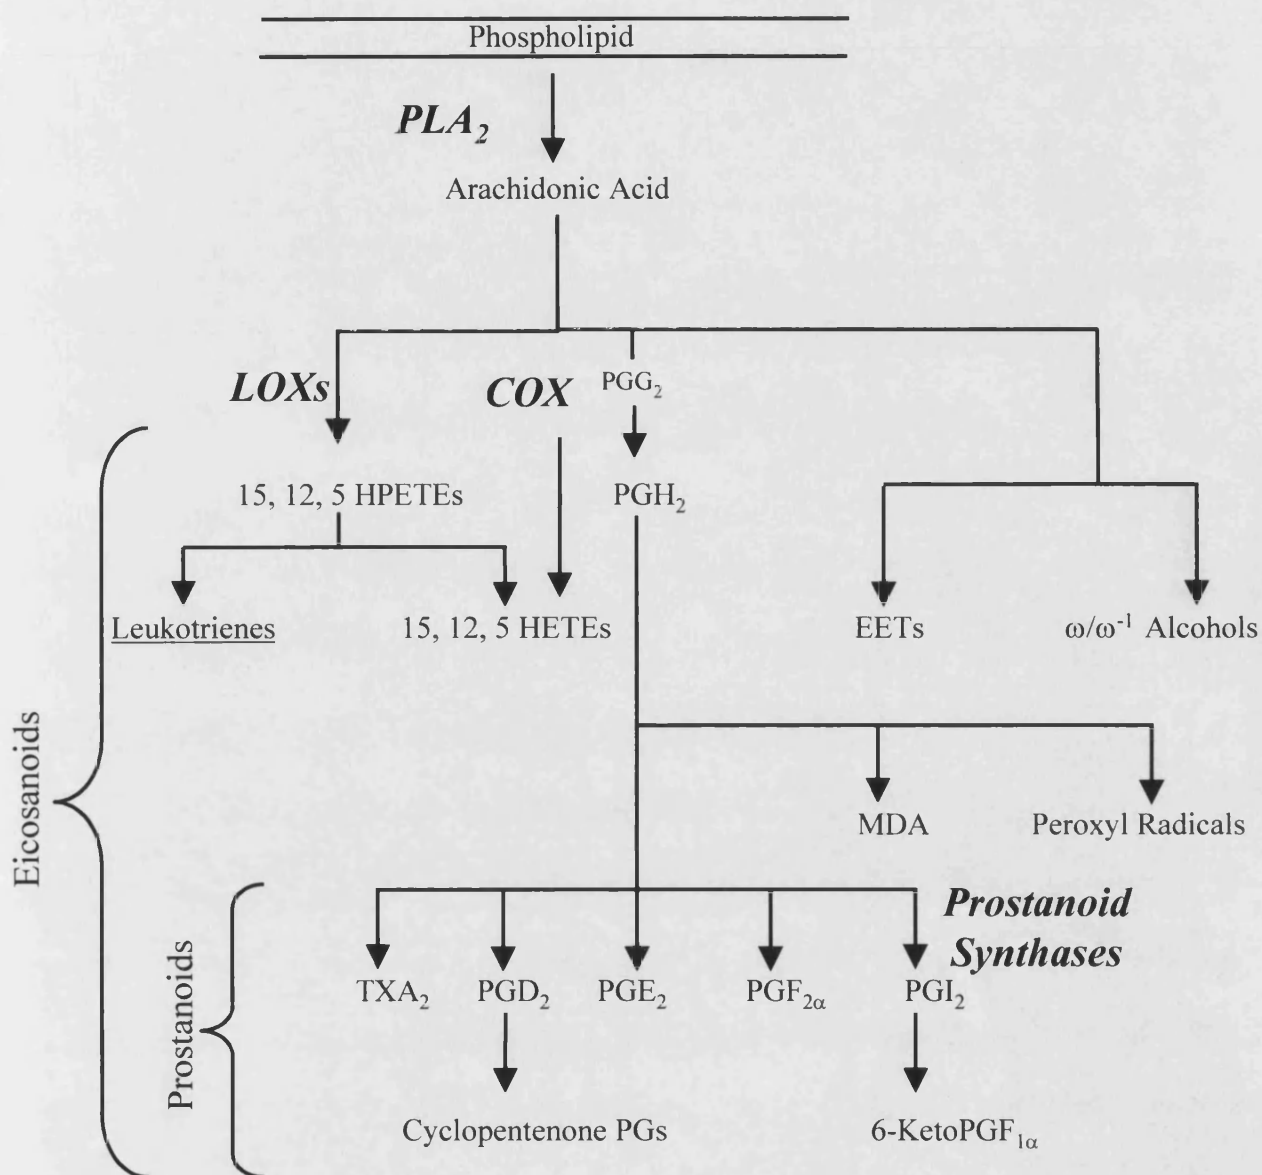 Phospholipid
PLA₂
Arachidonic Acid
LOXs
COX
PGG₂
15, 12, 5 HPETEs
PGH₂
Leukotrienes
15, 12, 5 HETEs
EETs
ω/ω⁻¹ Alcohols
Eicosanoids
MDA
Peroxyl Radicals
Prostanoids
Prostanoid
Synthases
TXA₂
PGD₂
PGE₂
PGF₂α
PGI₂
Cyclopentenone PGs
6-KetoPGF₁α